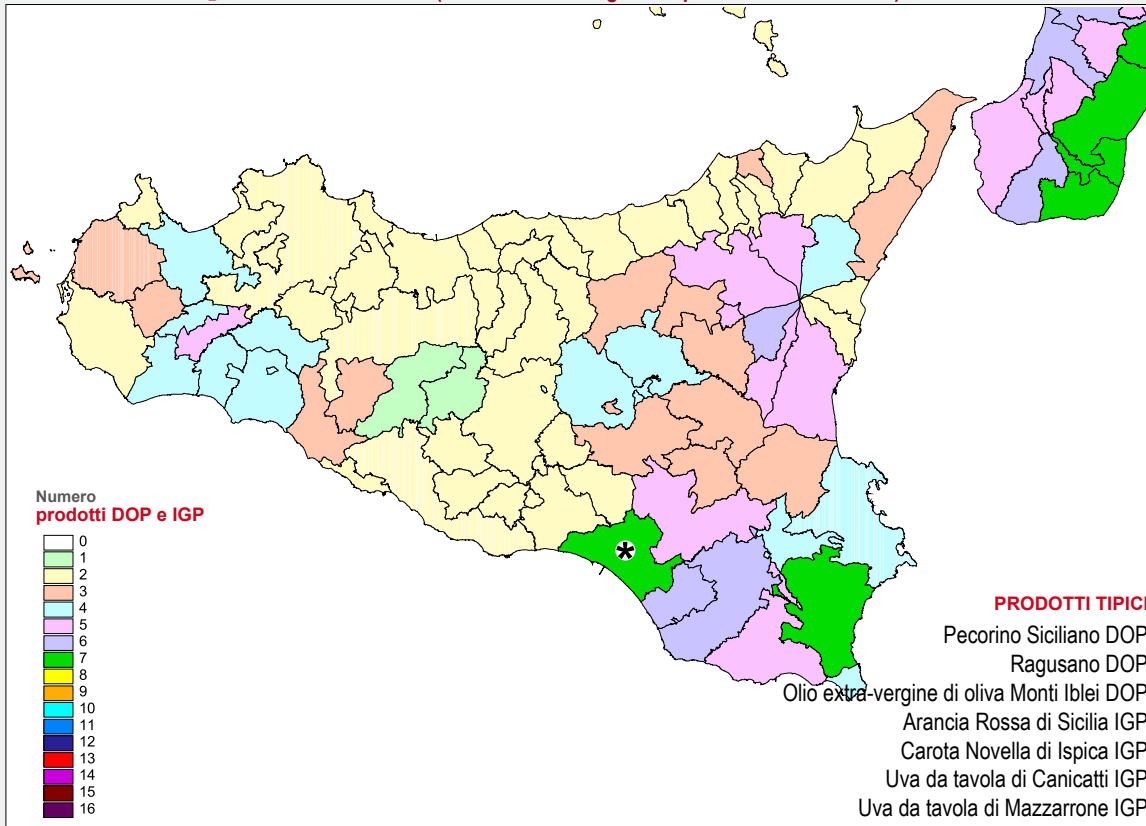 Numero
prodotti DOP e IGP
0
1
2
3
4
5
6
7
8
9
10
11
12
13
14
15
16
*
PRODOTTI TIPICI
Pecorino Siciliano DOP
Ragusano DOP
Olio extra-vergine di oliva Monti Iblei DOP
Arancia Rossa di Sicilia IGP
Carota Novella di Ispica IGP
Uva da tavola di Canicatti IGP
Uva da tavola di Mazzarrone IGP